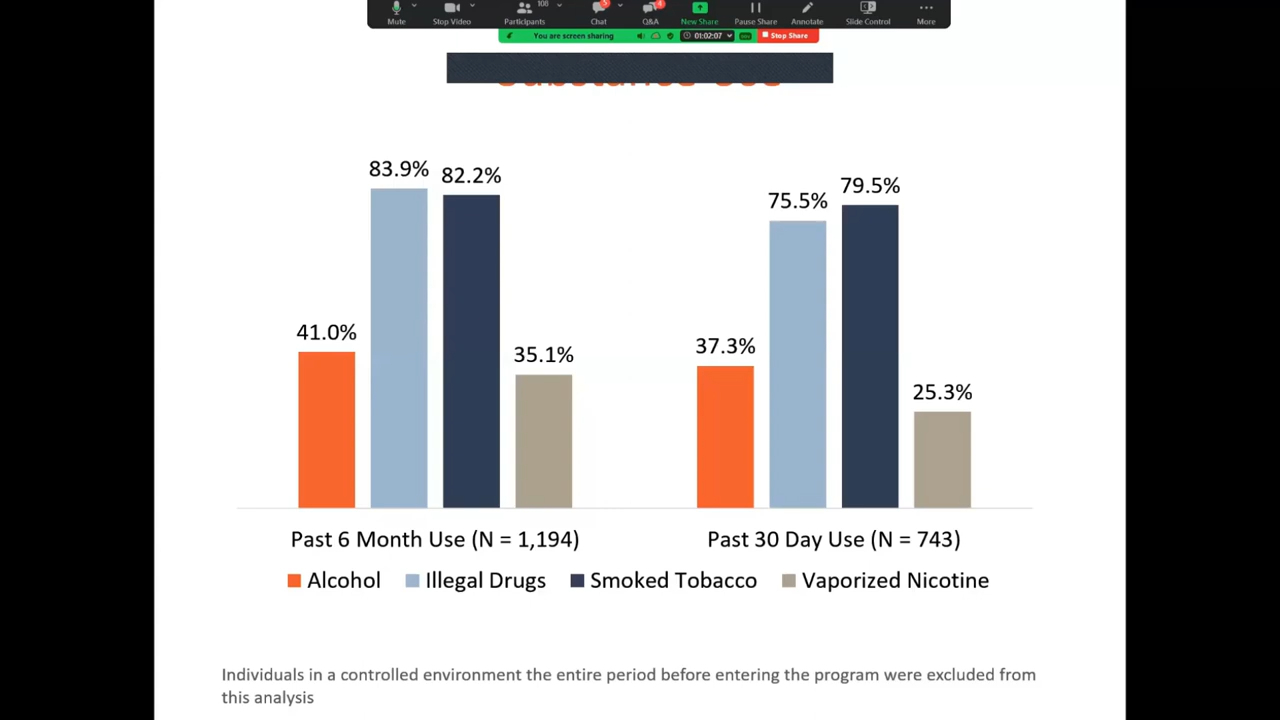 Mute
Stop Video
108
Participants
5
Chat
4
Q&A
New Share
Pause Share
Annotate
Slide Control
More
You are screen sharing
01:02:07
Stop Share
83.9%
82.2%
79.5%
75.5%
41.0%
37.3%
35.1%
25.3%
Past 6 Month Use (N = 1,194)
Past 30 Day Use (N = 743)
Alcohol
Illegal Drugs
Smoked Tobacco
Vaporized Nicotine
Individuals in a controlled environment the entire period before entering the program were excluded from
this analysis